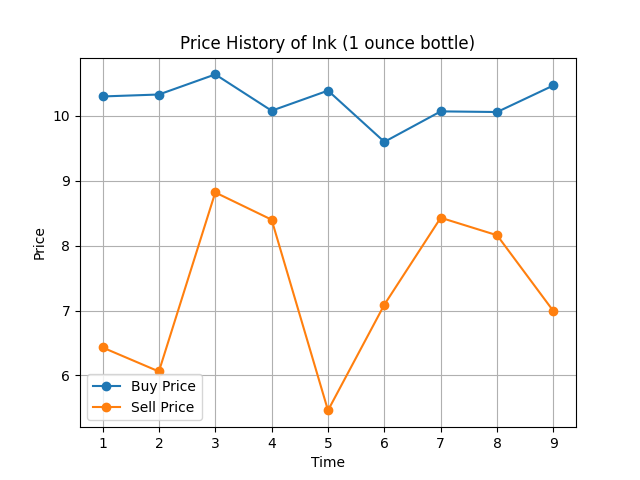 Price History of Ink (1 ounce bottle)
Price
10
9
8
7
6
Buy Price
Sell Price
1 2 3 4 5 6 7 8 9
Time